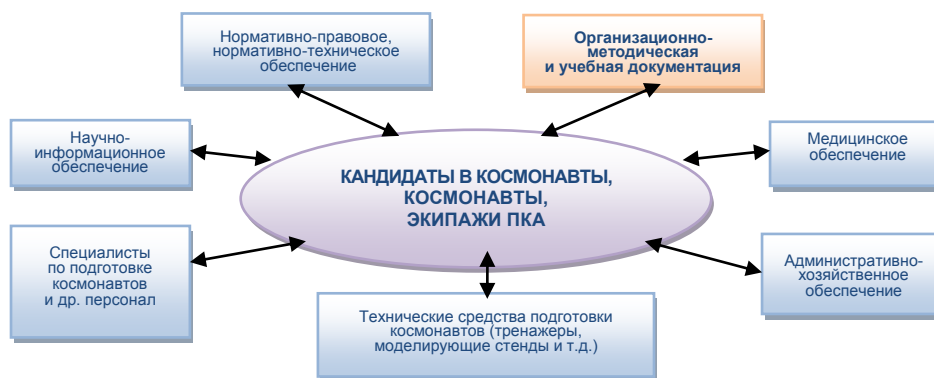 Нормативно-правовое,
нормативно-техническое
обеспечение
Организационно-
методическая
и учебная документация
Научно-
информационное
обеспечение
Медицинское
обеспечение
КАНДИДАТЫ В КОСМОНАВТЫ,
КОСМОНАВТЫ,
ЭКИПАЖИ ПКА
Специалисты
по подготовке
космонавтов
и др. персонал
Административно-
хозяйственное
обеспечение
Технические средства подготовки
космонавтов (тренажеры,
моделирующие стенды и т.д.)